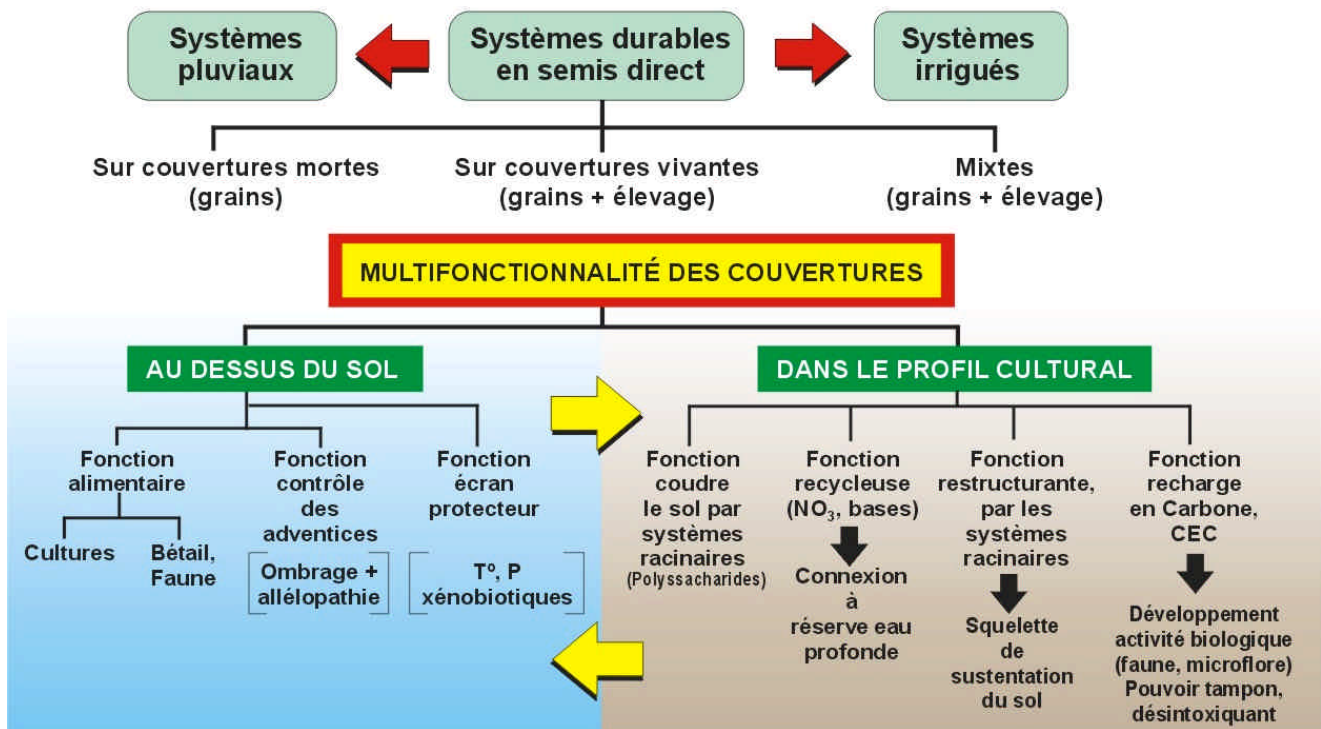 Systèmes
pluviaux
Systèmes durables
en semis direct
Systèmes
irrigués
Sur couvertures mortes
(grains)
Sur couvertures vivantes
(grains + élevage)
Mixtes
(grains + élevage)
MULTIFONCTIONNALITÉ DES COUVERTURES
AU DESSUS DU SOL
DANS LE PROFIL CULTURAL
Fonction
alimentaire
Cultures
Bétail,
Faune
Fonction
contrôle
des
adventices
Ombrage +
allélopathie
Fonction
écran
protecteur
Tº, P
xénobiotiques
Fonction
coudre
le sol par
systèmes
racinaires
(Polyssacharides)
Fonction
recycleuse
(NO₃, bases)
Connexion
à
réserve eau
profonde
Fonction
restructurante,
par les
systèmes
racinaires
Squelette
de
sustentation
du sol
Fonction
recharge
en Carbone,
CEC
Développement
activité biologique
(faune, microflore)
Pouvoir tampon,
désintoxiquant